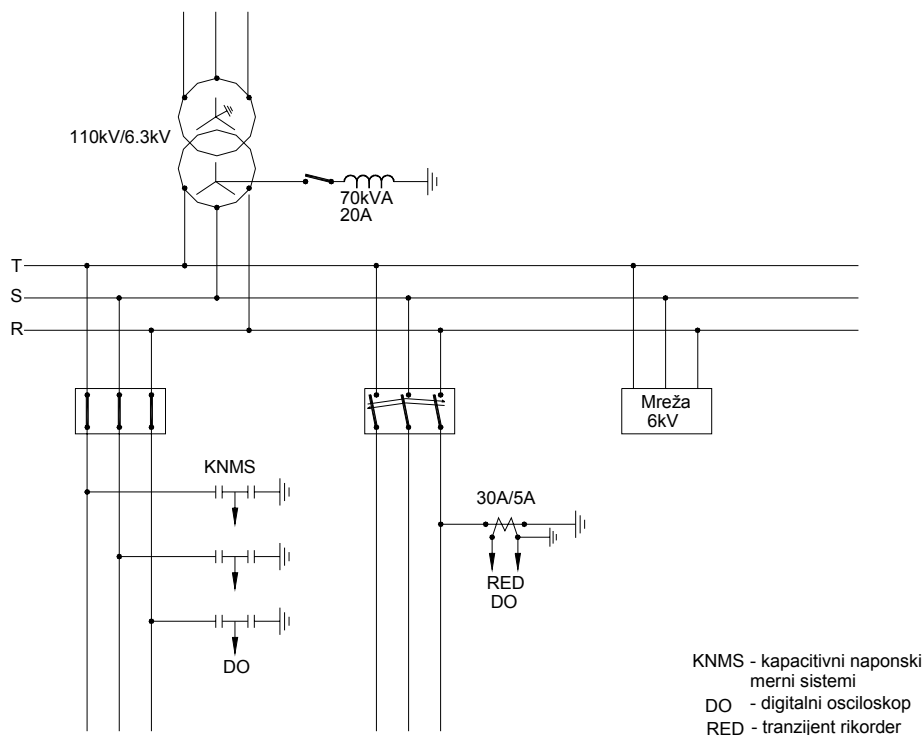 110kV/6.3kV
70kVA
20A
T
S
R
Mreža
6kV
KNMS
30A/5A
RED
DO
DO
KNMS - kapacitivni naponski
merni sistemi
DO - digitalni osciloskop
RED - tranzijent rikorder